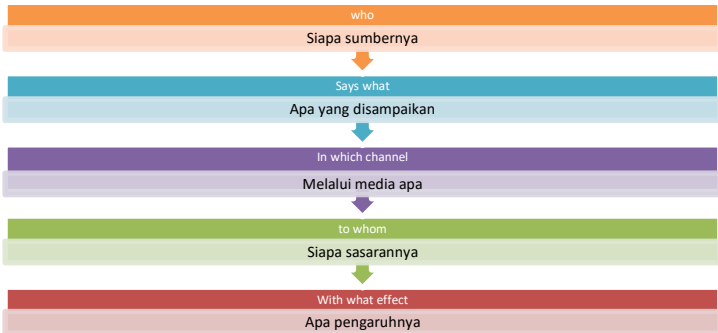 who
Siapa sumbernya
Says what
Apa yang disampaikan
In which channel
Melalui media apa
to whom
Siapa sasarannya
With what effect
Apa pengaruhnya